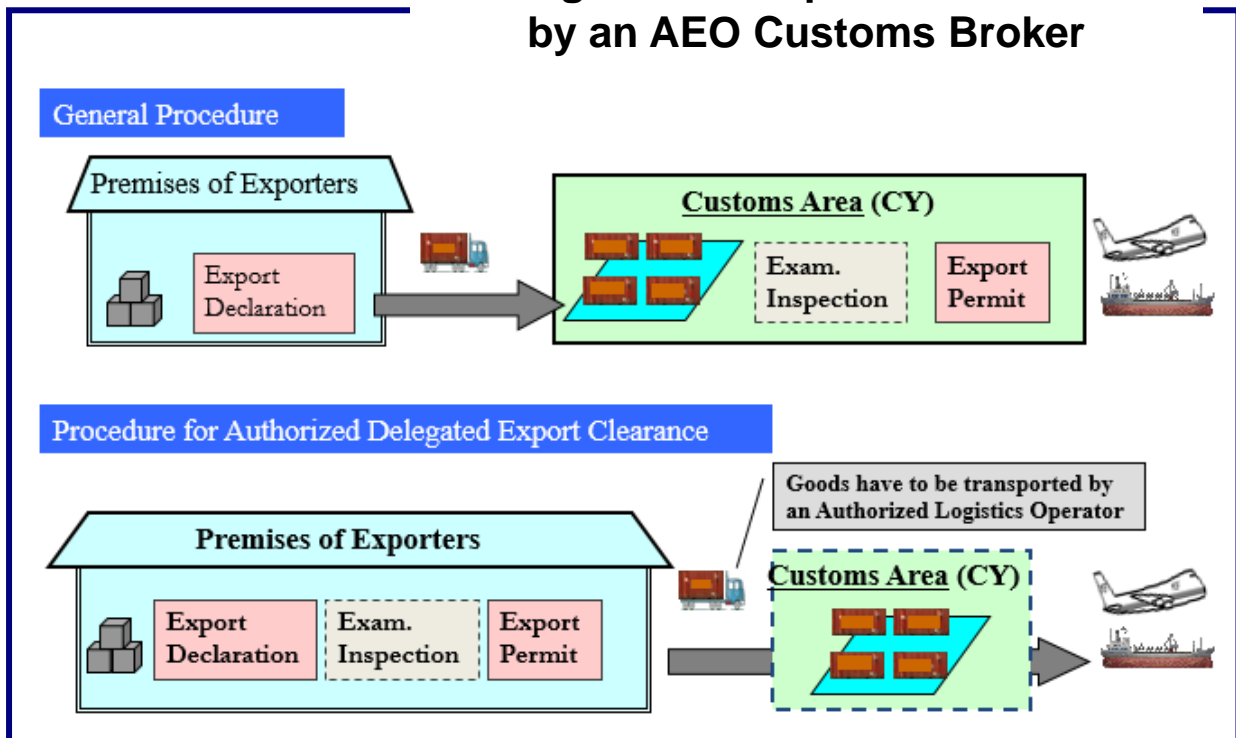 by an AEO Customs Broker
General Procedure
Premises of Exporters
Export
Declaration
Customs Area (CY)
Exam.
Inspection
Export
Permit
Procedure for Authorized Delegated Export Clearance
Goods have to be transported by
an Authorized Logistics Operator
Premises of Exporters
Export
Declaration
Exam.
Inspection
Export
Permit
Customs Area (CY)